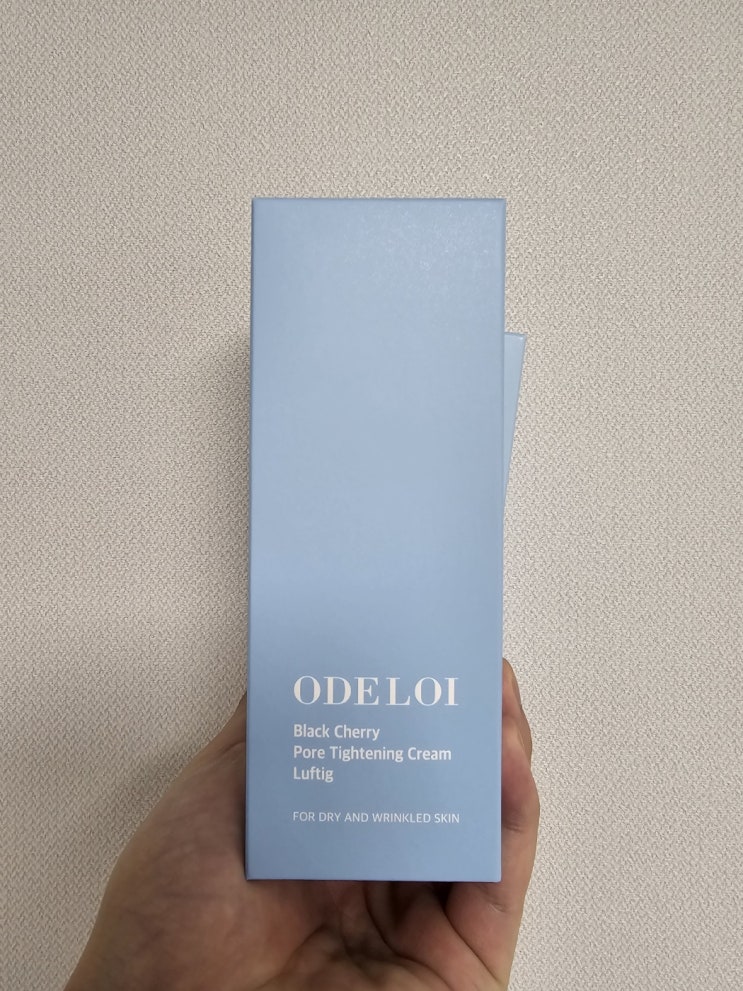 ODELOI
Black Cherry
Pore Tightening Cream
Luftig
FOR DRY AND WRINKLED SKIN